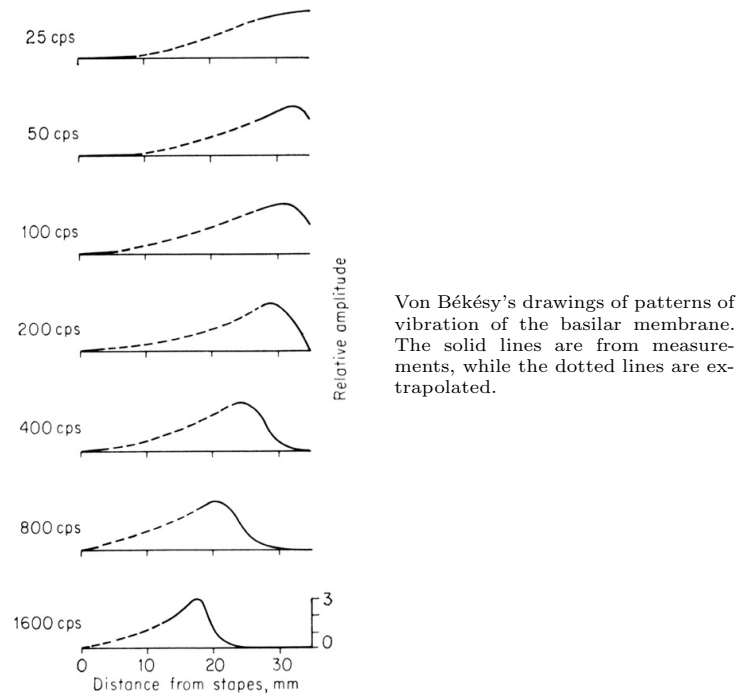 25 cps
50 cps
100 cps
200 cps
400 cps
800 cps
1600 cps
3
0
0 10 20 30
Distance from stapes, mm
Relative amplitude
Von Békésy's drawings of patterns of
vibration of the basilar membrane.
The solid lines are from measure-
ments, while the dotted lines are ex-
trapolated.